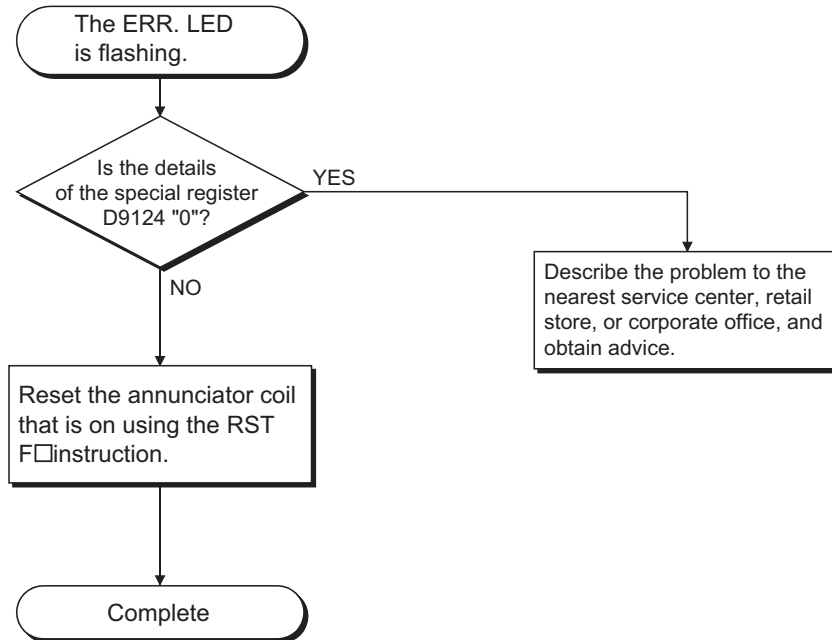 The ERR. LED
is flashing.
Is the details
of the special register
D9124 "0"?
YES
NO
Describe the problem to the
nearest service center, retail
store, or corporate office, and
obtain advice.
Reset the annunciator coil
that is on using the RST
F□instruction.
Complete